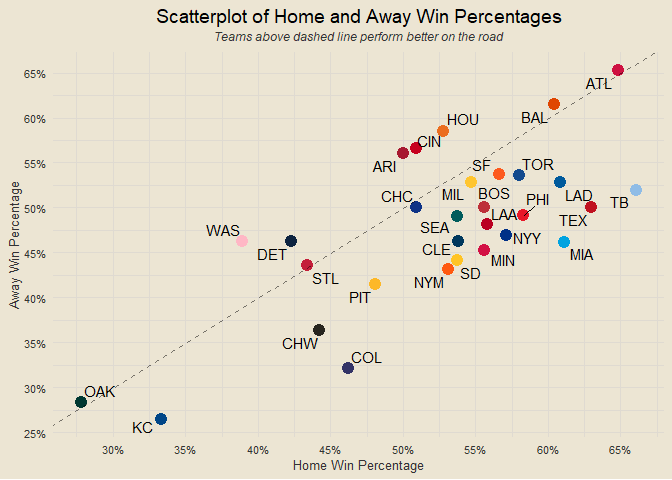 Scatterplot of Home and Away Win Percentages
Teams above dashed line perform better on the road
65%
60%
55%
50%
45%
40%
35%
30%
25%
Away Win Percentage
ATL
BAL
HOU
CIN
ARI
SF
TOR
CHC
MIL
BOS
PHI
LAD
TB
WAS
SEA
LAA
TEX
DET
CLE
NYY
MIA
STL
NYM
SD
MIN
PIT
CHW
COL
OAK
KC
30%
35%
40%
45%
50%
55%
60%
65%
Home Win Percentage